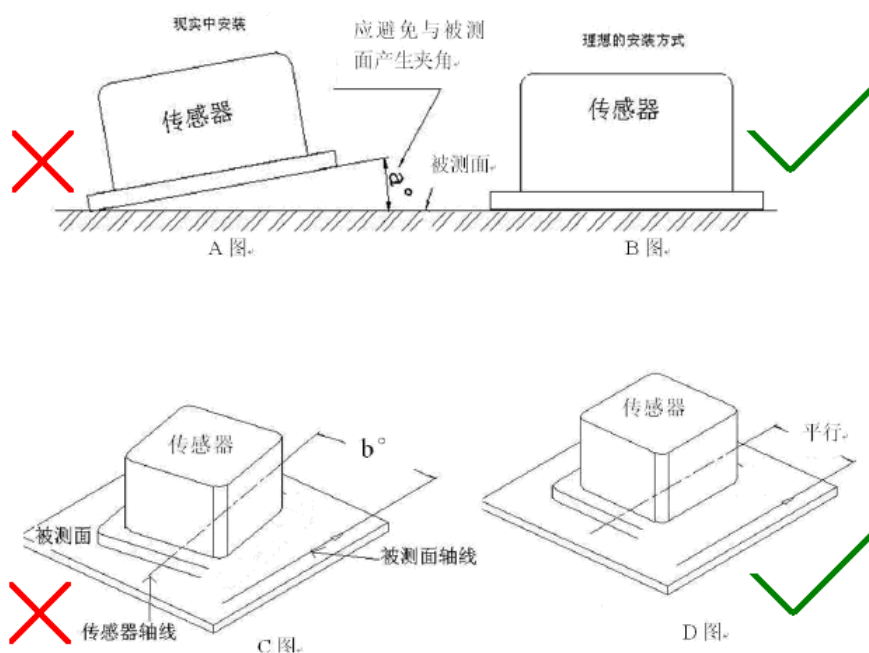 现实中安装
应避免与被测
面产生夹角
理想的安装方式
传感器
传感器
被测面
a°
A 图
B 图
传感器
传感器
b°
平行
被测面
被测面轴线
传感器轴线
C 图
D 图